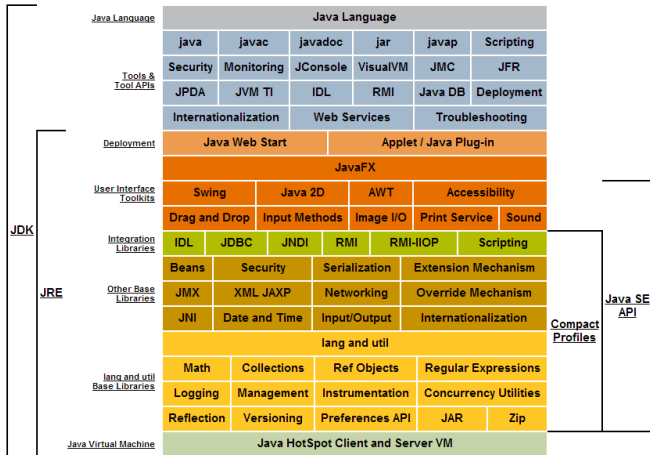 Java Language Java Language
java javac javadoc jar javap Scripting
Security Monitoring JConsole VisualVM JMC JFR
Tools &
Tool APIs
JPDA JVM TI IDL RMI Java DB Deployment
Internationalization Web Services Troubleshooting
Deployment Java Web Start Applet / Java Plug-in
JavaFX
User Interface
Toolkits
Swing Java 2D AWT Accessibility
Drag and Drop Input Methods Image I/O Print Service Sound
JDK
Integration
Libraries
IDL JDBC JNDI RMI RMI-IIOP Scripting
Beans Security Serialization Extension Mechanism
JRE
Other Base
Libraries
JMX XML JAXP Networking Override Mechanism
Java SE
API
JNI Date and Time Input/Output Internationalization
Compact
Profiles
lang and util
Math Collections Ref Objects Regular Expressions
lang and util
Base Libraries
Logging Management Instrumentation Concurrency Utilities
Reflection Versioning Preferences API JAR Zip
Java Virtual Machine Java HotSpot Client and Server VM